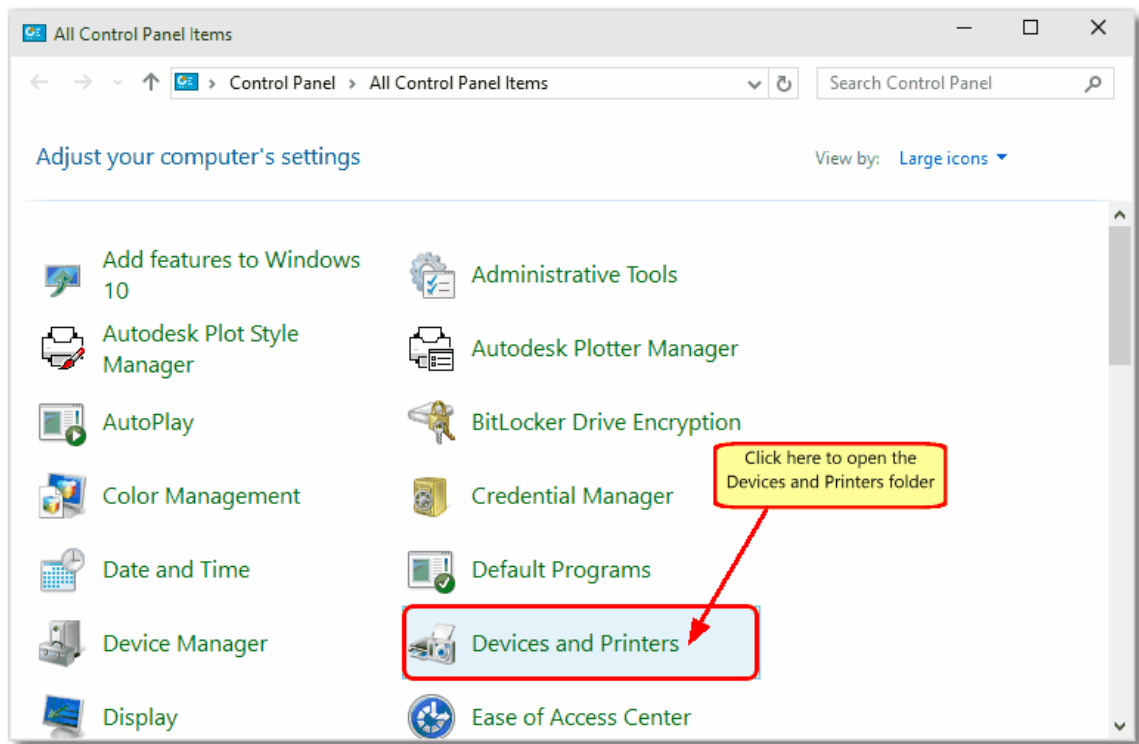 All Control Panel Items
Control Panel › All Control Panel Items
Search Control Panel
Adjust your computer's settings
View by: Large icons
Add features to Windows
10
Administrative Tools
Autodesk Plot Style
Manager
Autodesk Plotter Manager
AutoPlay
BitLocker Drive Encryption
Click here to open the
Devices and Printers folder
Color Management
Credential Manager
Date and Time
Default Programs
Device Manager
Devices and Printers
Display
Ease of Access Center